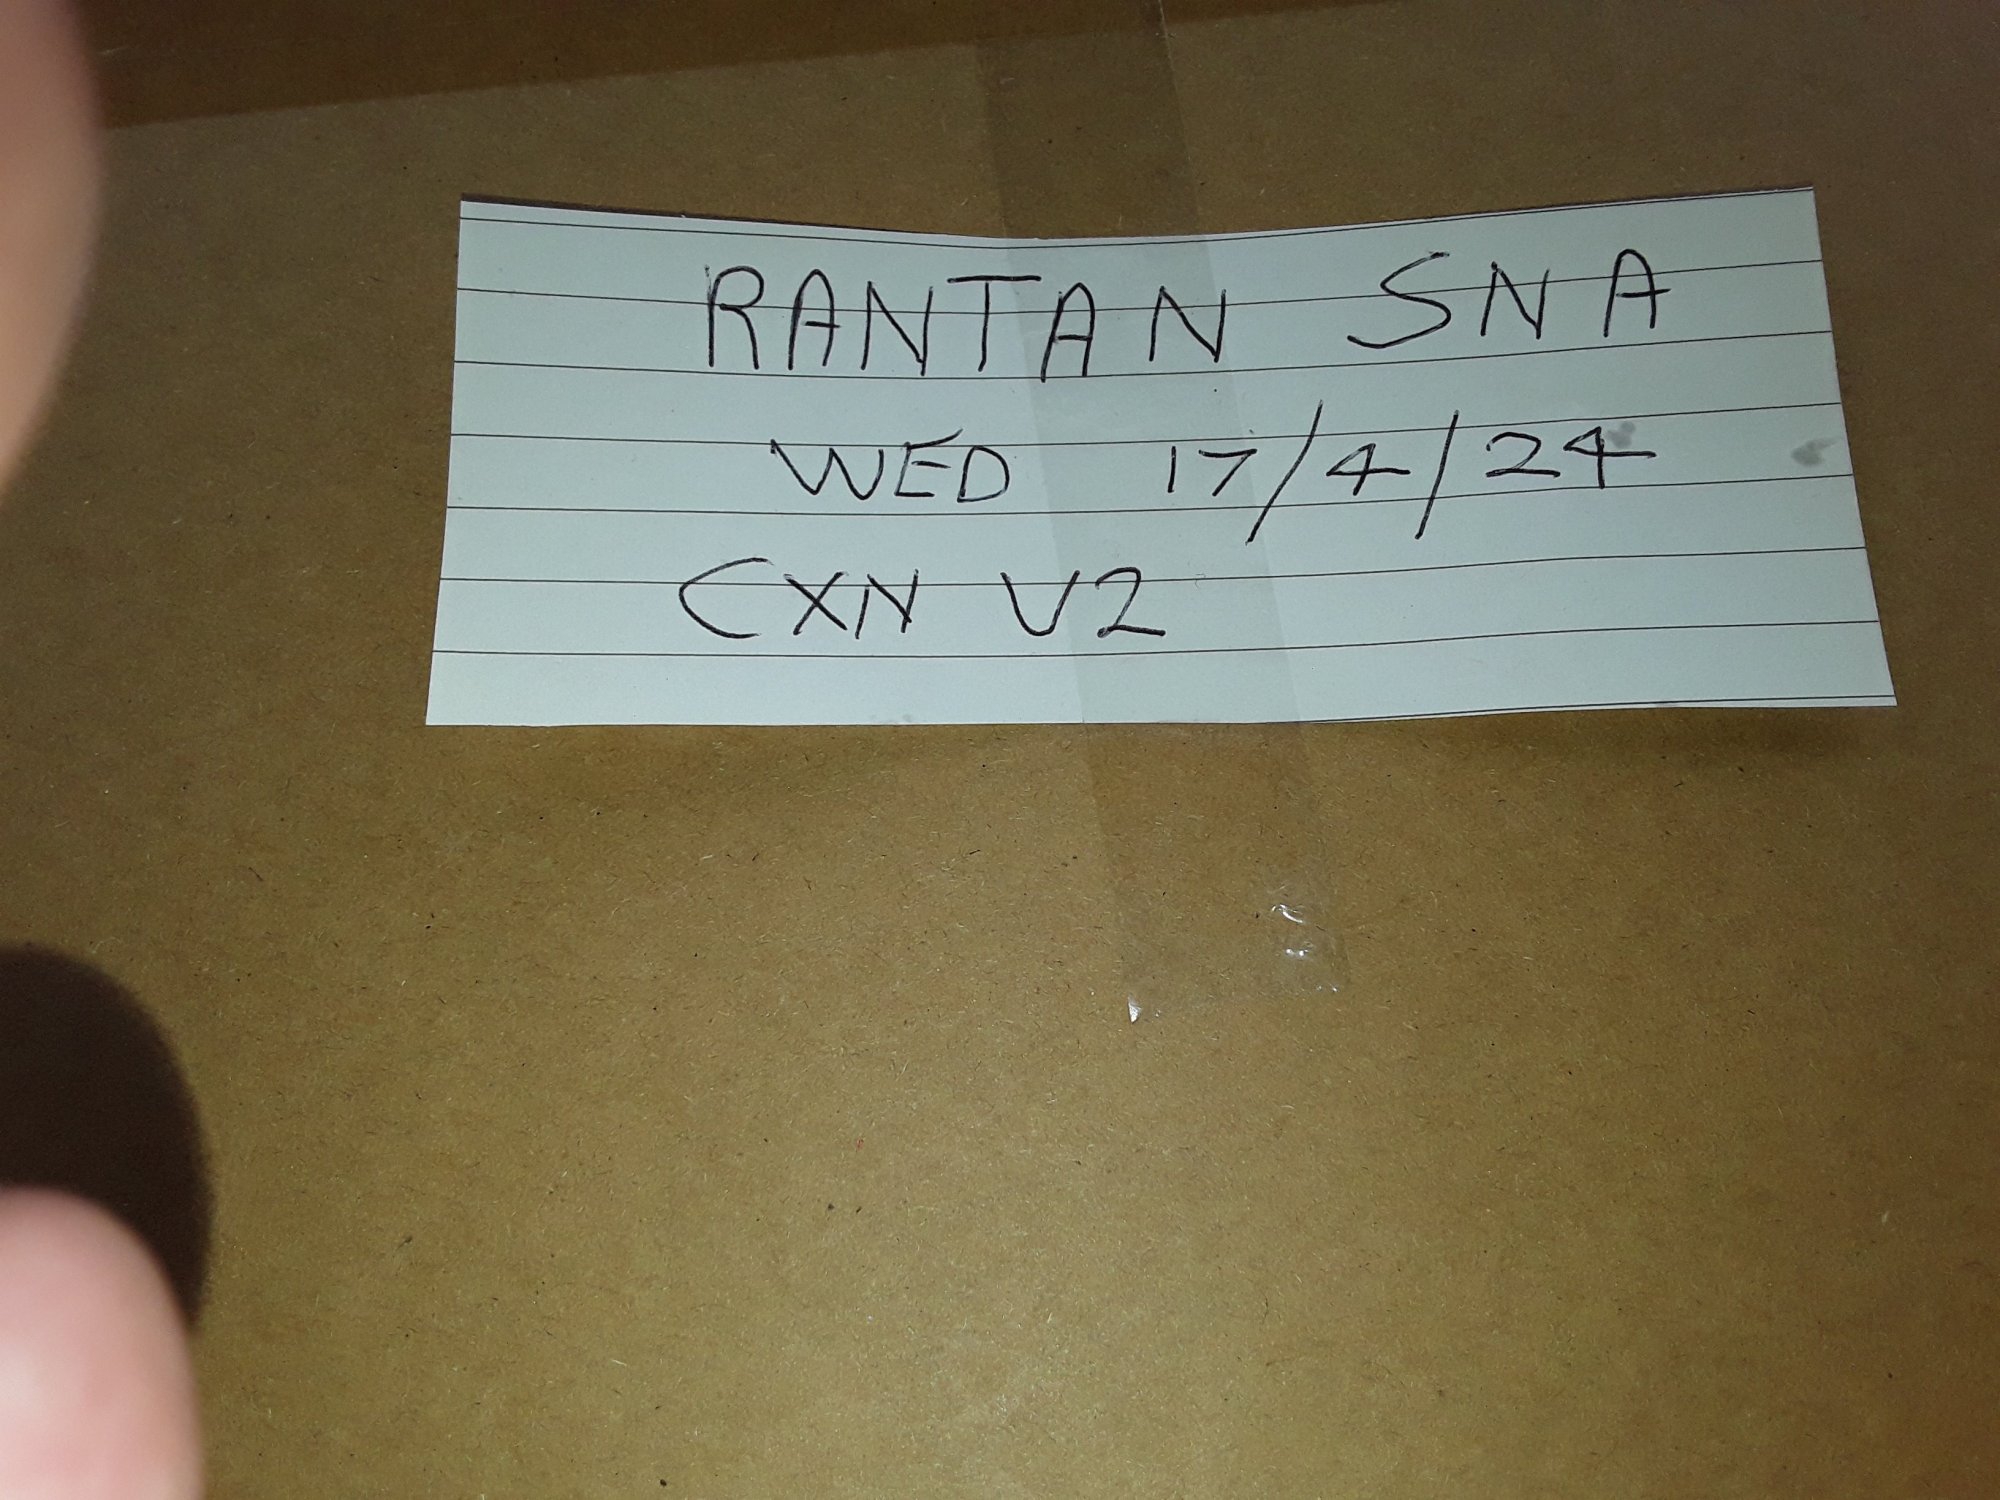 RANTAN SNA
WED 17/4/24
CXN V2